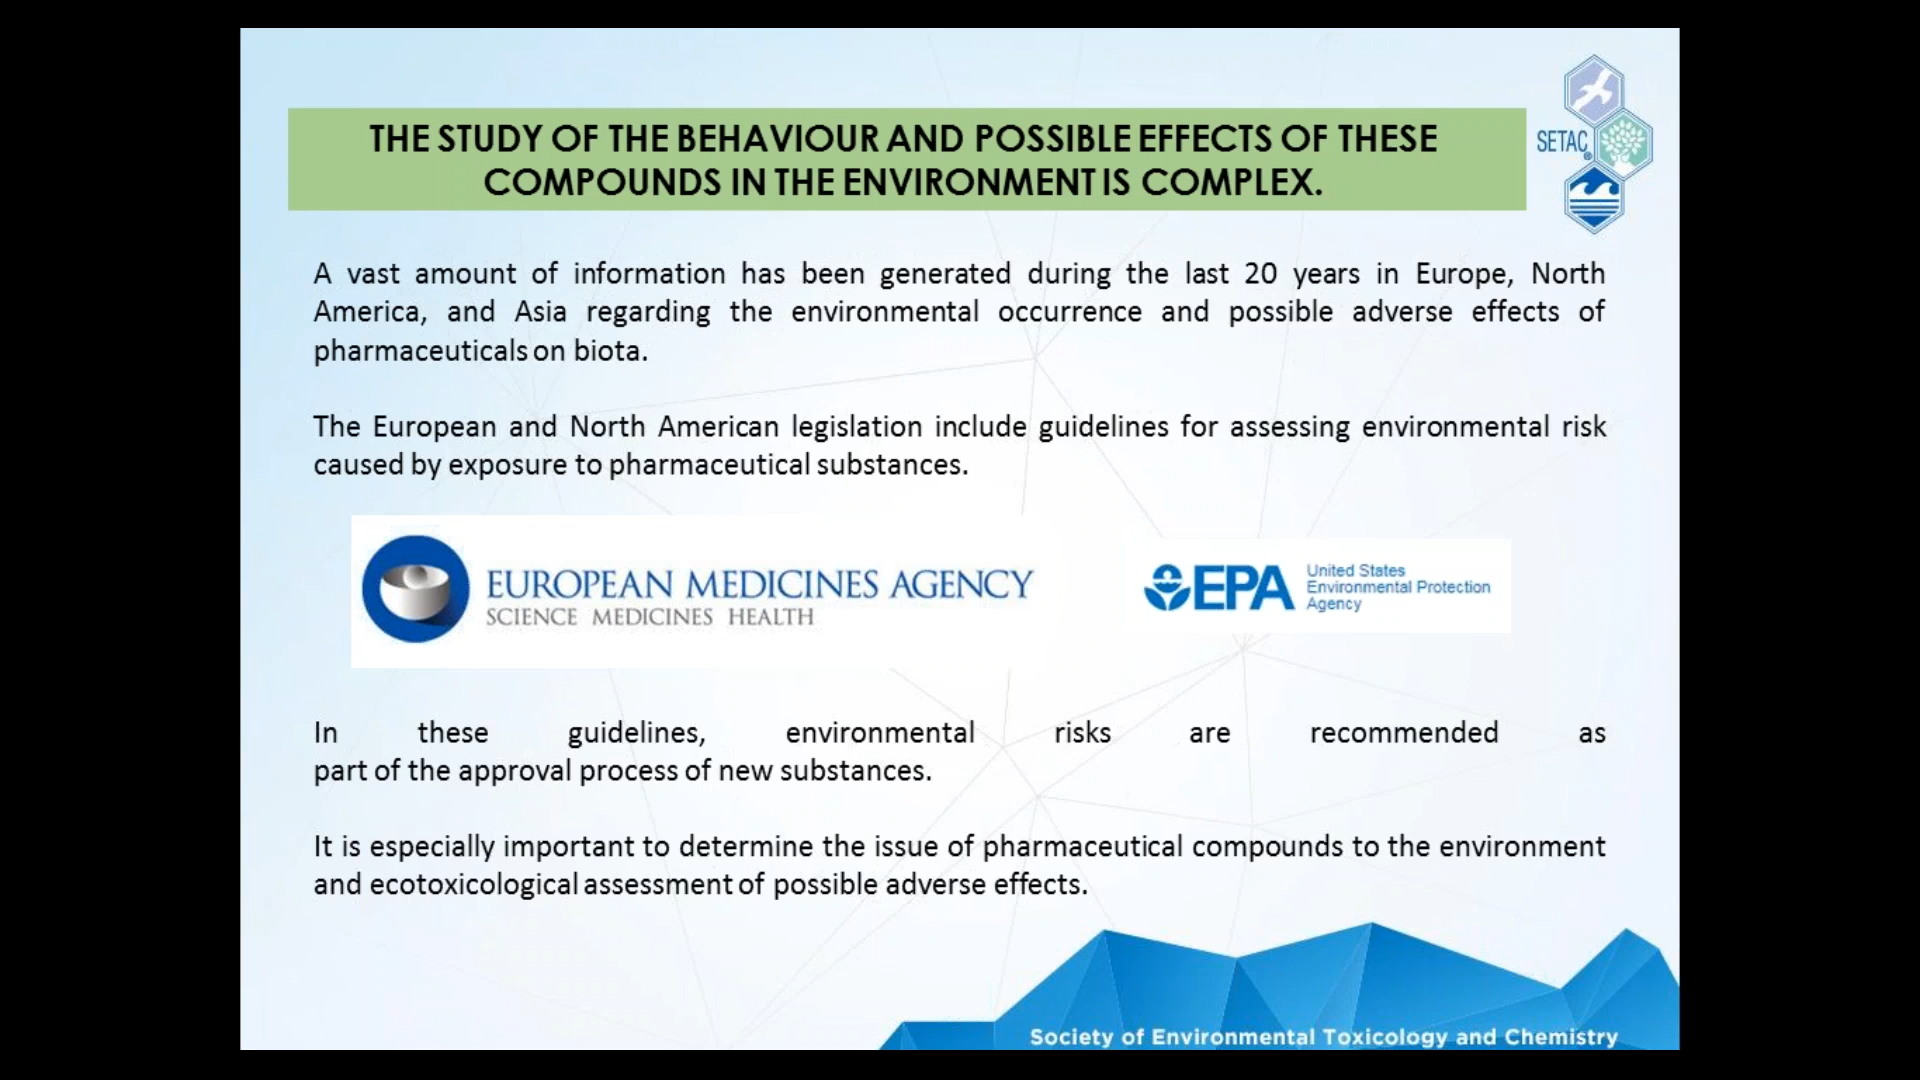 THE STUDY OF THE BEHAVIOUR AND POSSIBLE EFFECTS OF THESE
COMPOUNDS IN THE ENVIRONMENT IS COMPLEX.
SETAC
A vast amount of information has been generated during the last 20 years in Europe, North
America, and Asia regarding the environmental occurrence and possible adverse effects of
pharmaceuticals on biota.
The European and North American legislation include guidelines for assessing environmental risk
caused by exposure to pharmaceutical substances.
EUROPEAN MEDICINES AGENCY
SCIENCE MEDICINES HEALTH
EPA
United States
Environmental Protection
Agency
In these guidelines, environmental risks are recommended as
part of the approval process of new substances.
It is especially important to determine the issue of pharmaceutical compounds to the environment
and ecotoxicological assessment of possible adverse effects.
Society of Environmental Toxicology and Chemistry